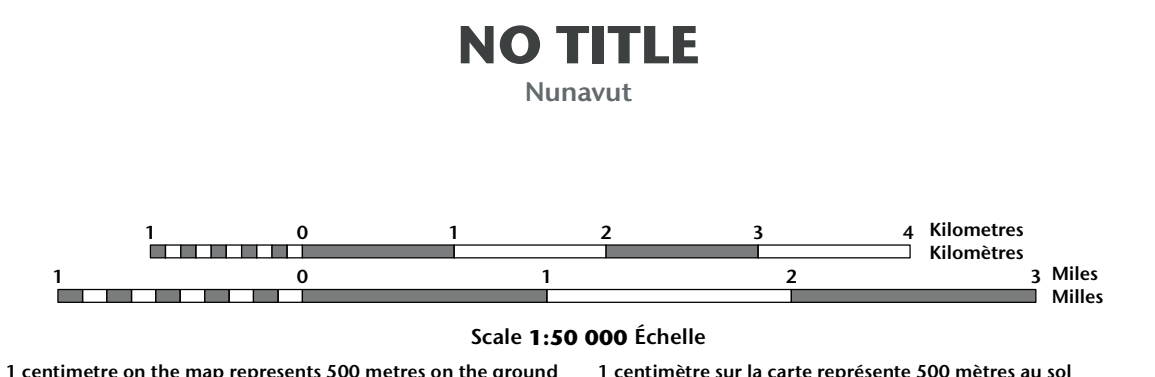 NO TITLE
Nunavut
1 0 1 2 3 4 Kilometres
Kilomètres
1 0 1 2 3 Miles
Milles
Scale 1:50 000 Échelle
1 centimetre on the map represents 500 metres on the ground 1 centimètre sur la carte représente 500 mètres au sol